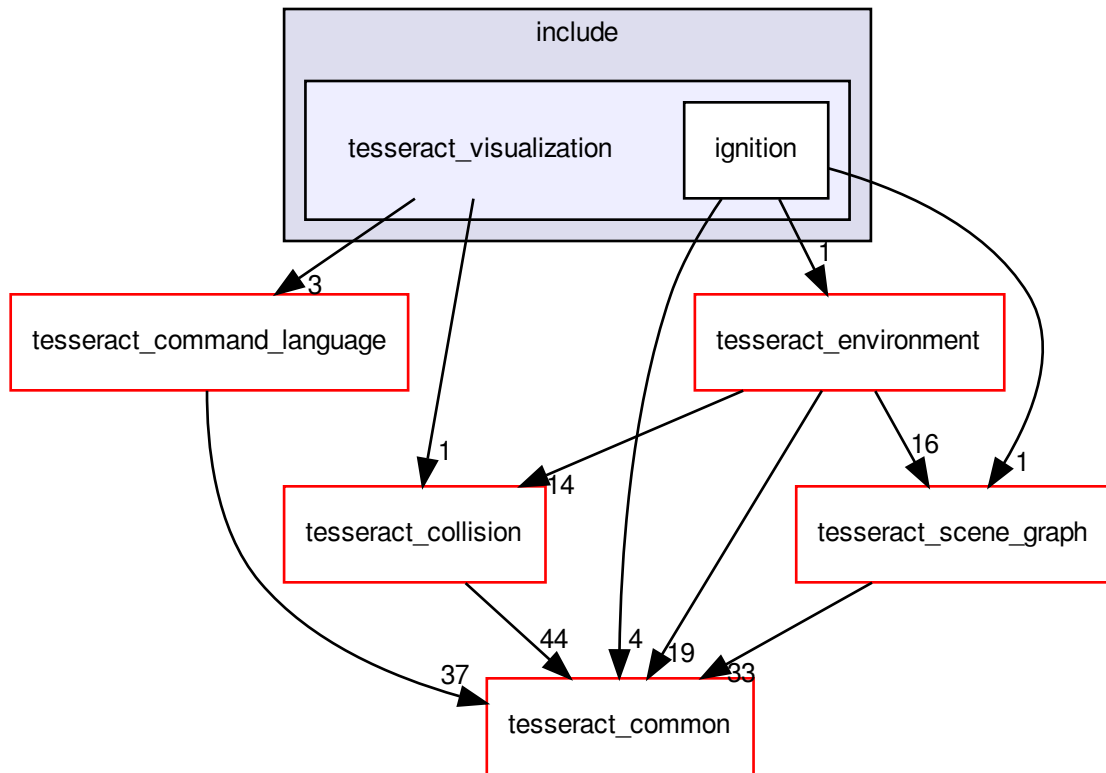 include
tesseract_visualization
ignition
1
3
tesseract_command_language
tesseract_environment
1
14
16
1
tesseract_collision
tesseract_scene_graph
44
4
19
33
37
tesseract_common